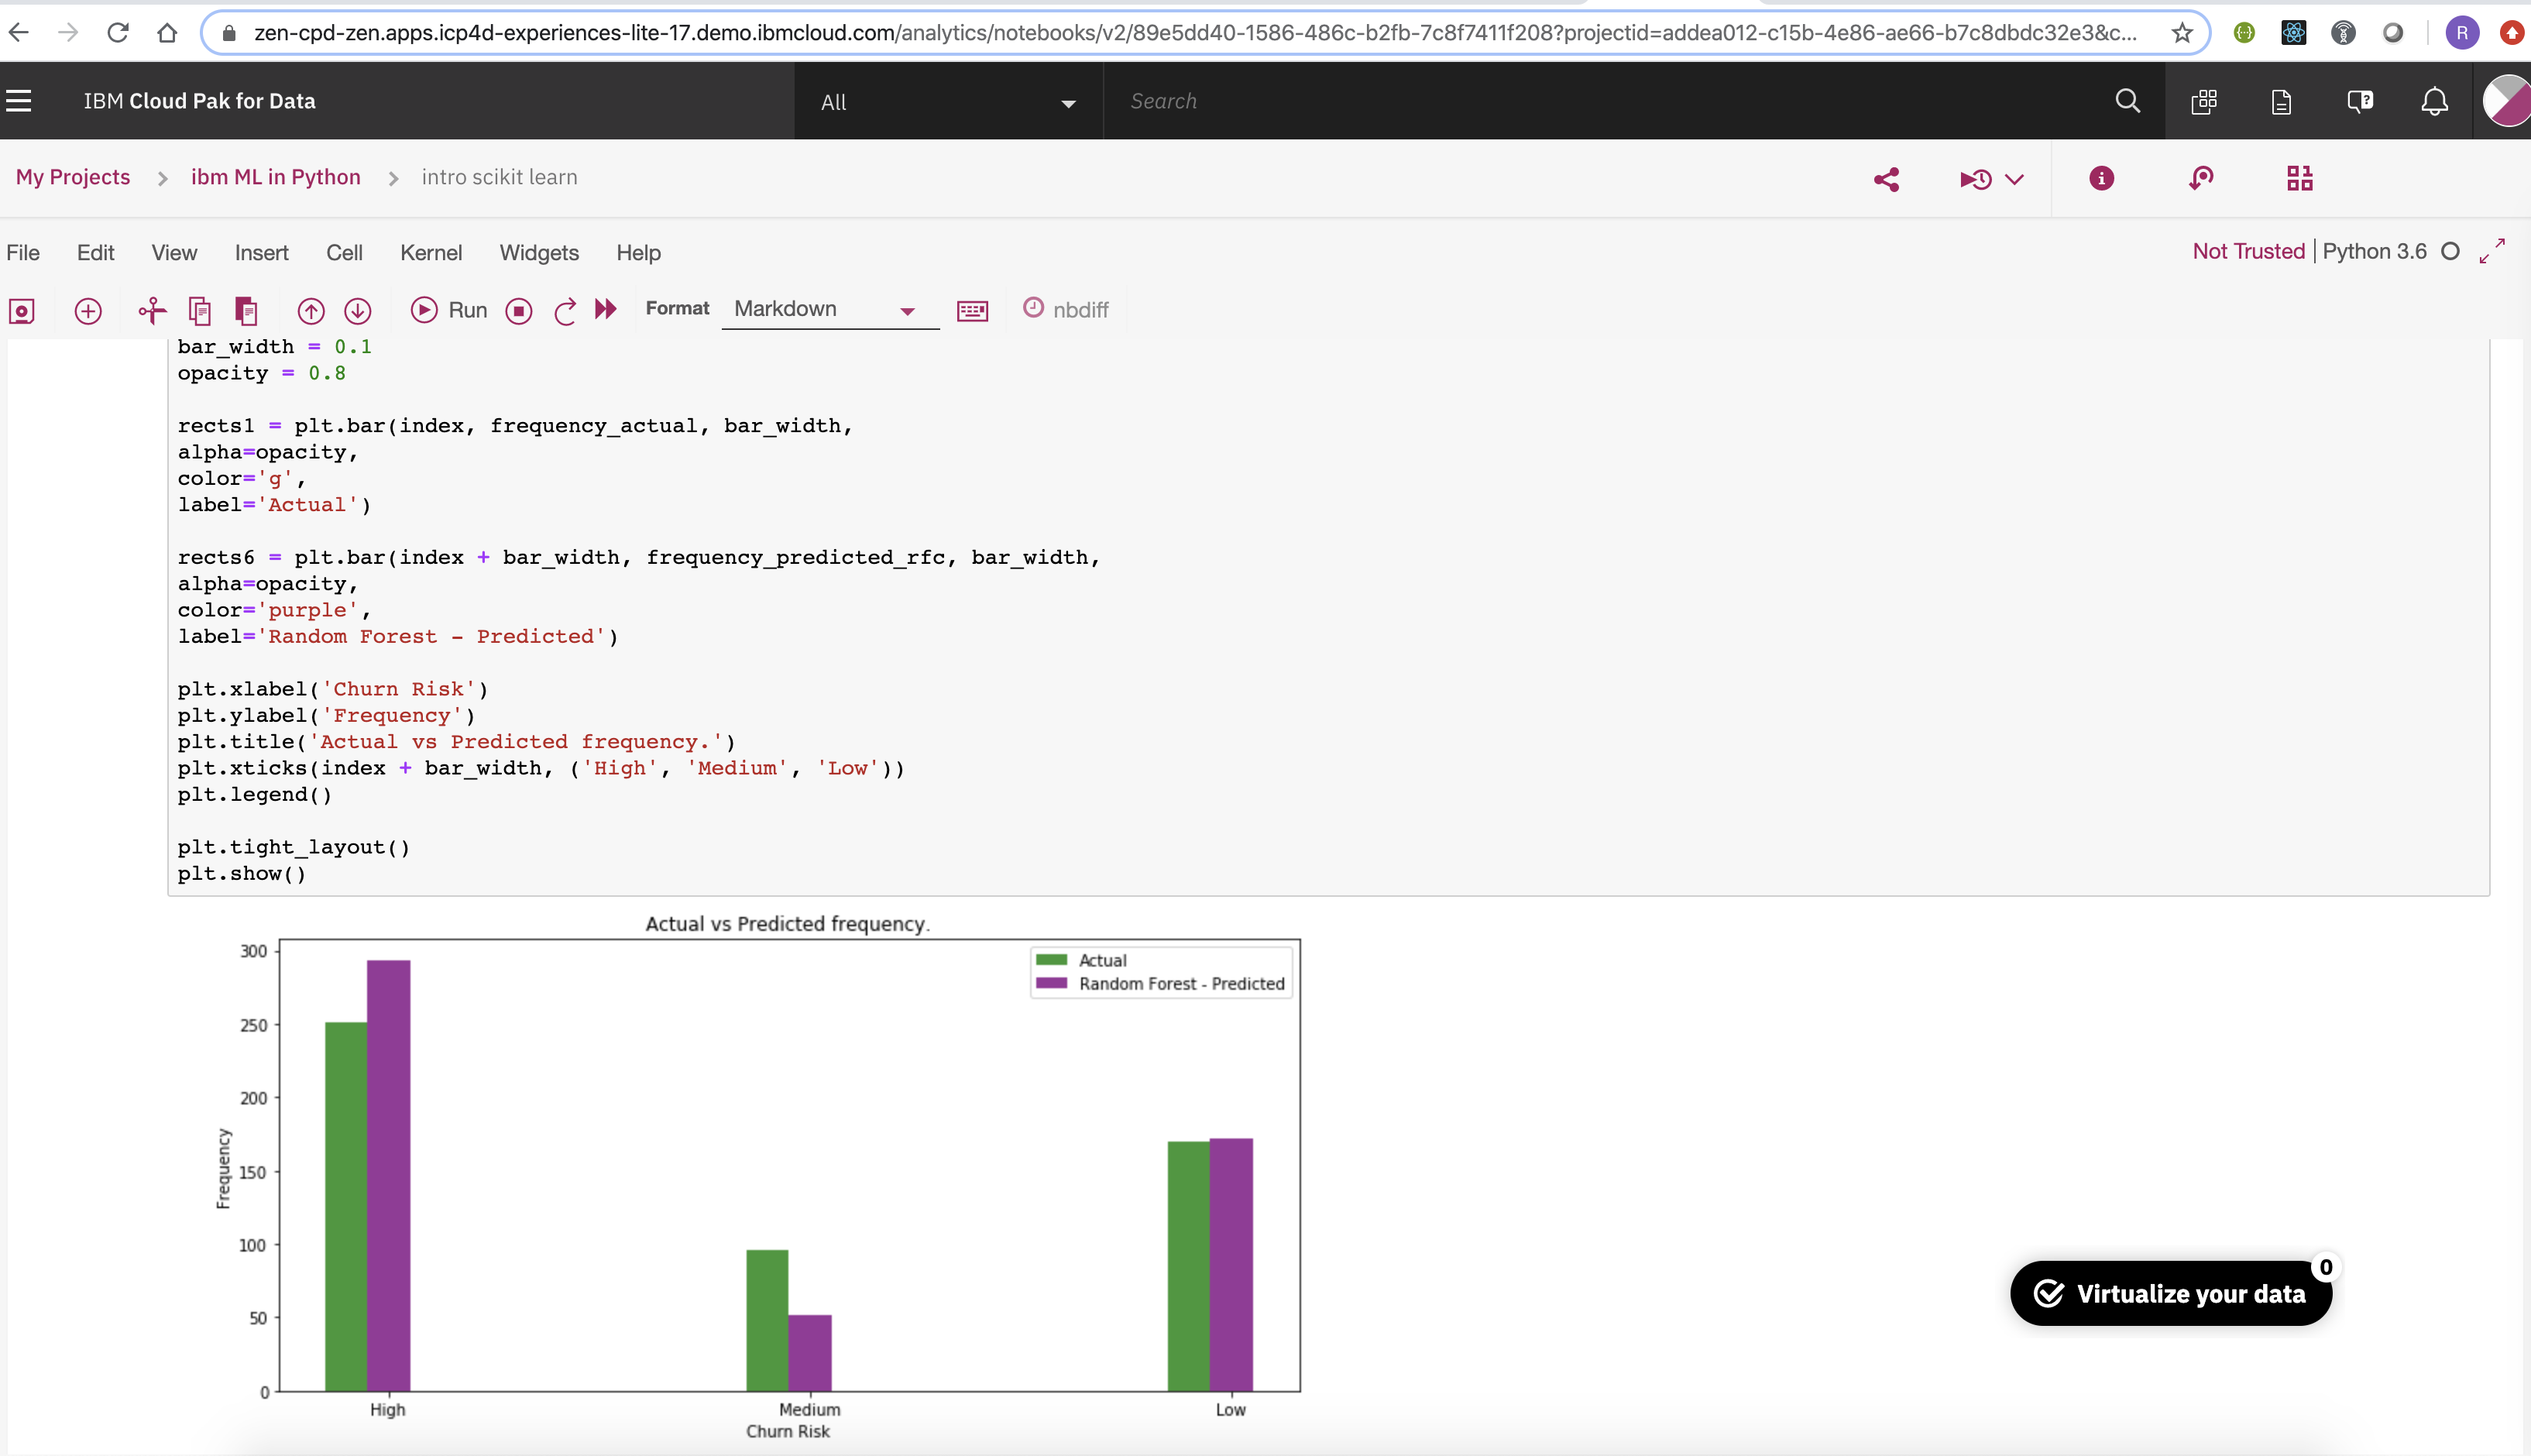 zen-cpd-zen.apps.icp4d-experiences-lite-17.demo.ibmcloud.com/analytics/notebooks/v2/89e5dd40-1586-486c-b2fb-7c8f7411f208?projectid=addea012-c15b-4e86-ae66-b7c8dbdc32e3&c...
R
IBM Cloud Pak for Data
All
Search
My Projects > ibm ML in Python > intro scikit learn
File Edit View Insert Cell Kernel Widgets Help
Not Trusted | Python 3.6
Run
Format Markdown
nbdiff
bar_width = 0.1
opacity = 0.8
rects1 = plt.bar(index, frequency_actual, bar_width,
alpha=opacity,
color='g',
label='Actual')
rects6 = plt.bar(index + bar_width, frequency_predicted_rfc, bar_width,
alpha=opacity,
color='purple',
label='Random Forest - Predicted')
plt.xlabel('Churn Risk')
plt.ylabel('Frequency')
plt.title('Actual vs Predicted frequency.')
plt.xticks(index + bar_width, ('High', 'Medium', 'Low'))
plt.legend()
plt.tight_layout()
plt.show()
Actual vs Predicted frequency.
300
250
200
150
100
50
0
Frequency
Actual
Random Forest - Predicted
High
Medium
Low
Churn Risk
Virtualize your data
0